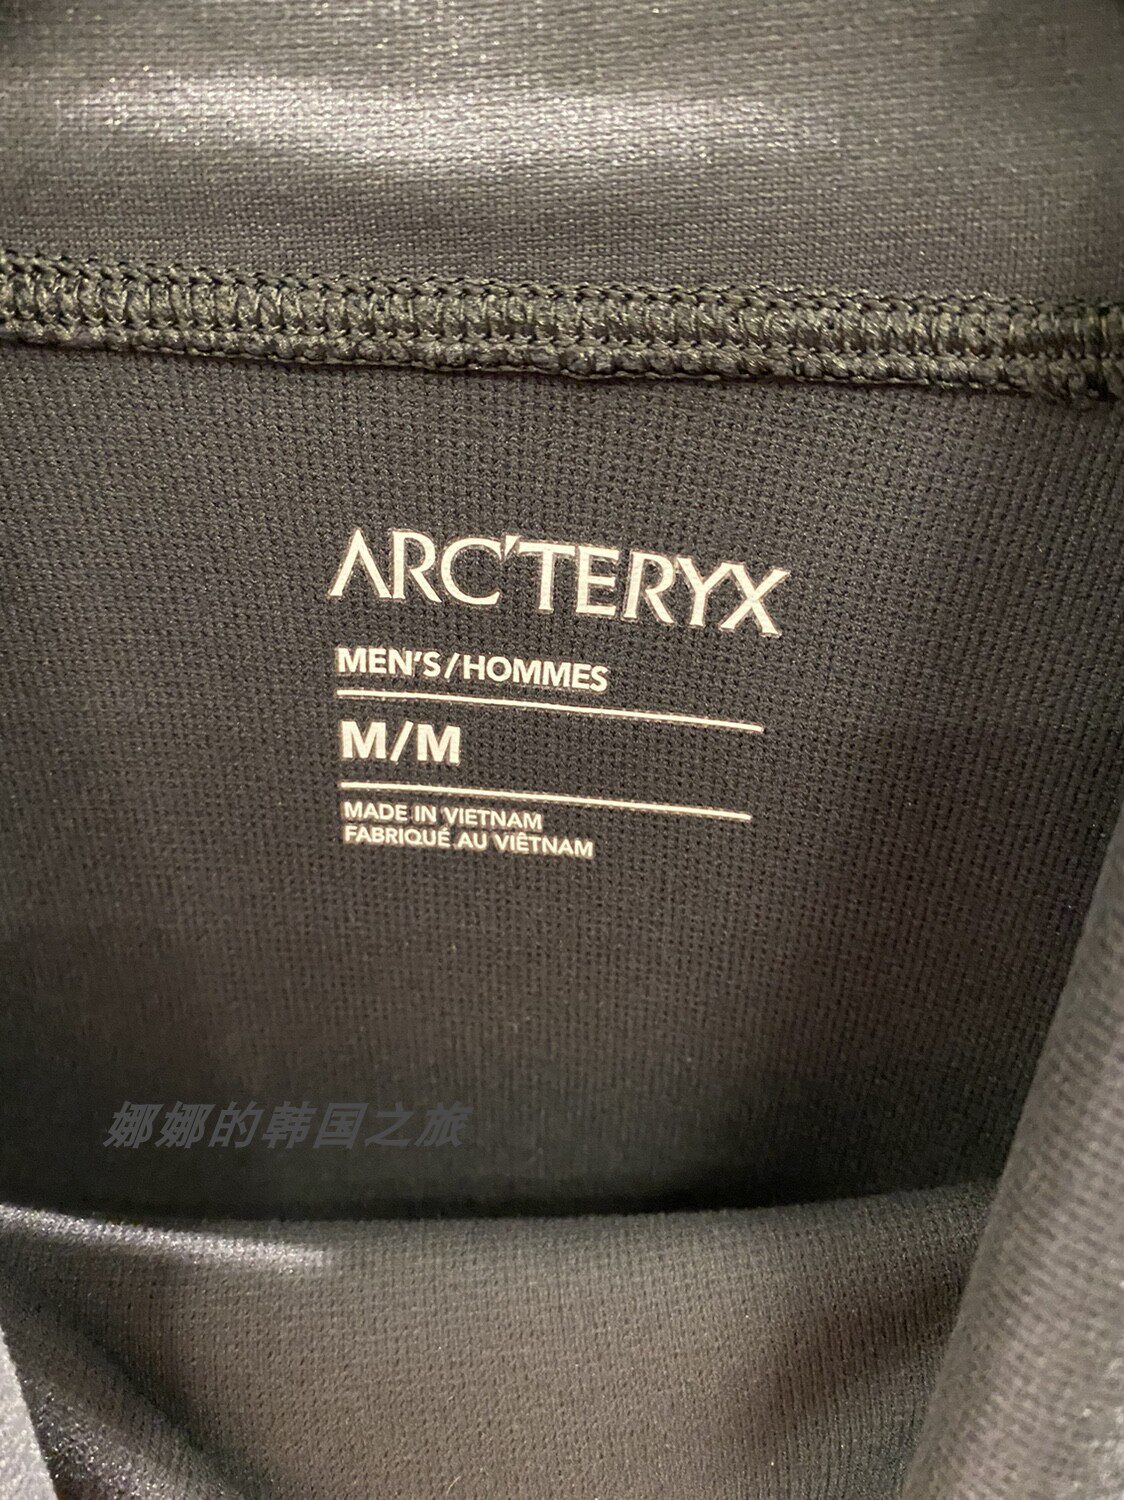 ARC'TERYX
MEN'S/HOMMES
M/M
MADE IN VIETNAM
FABRIQUÉ AU VIÊTNAM
娜娜的韩国之旅